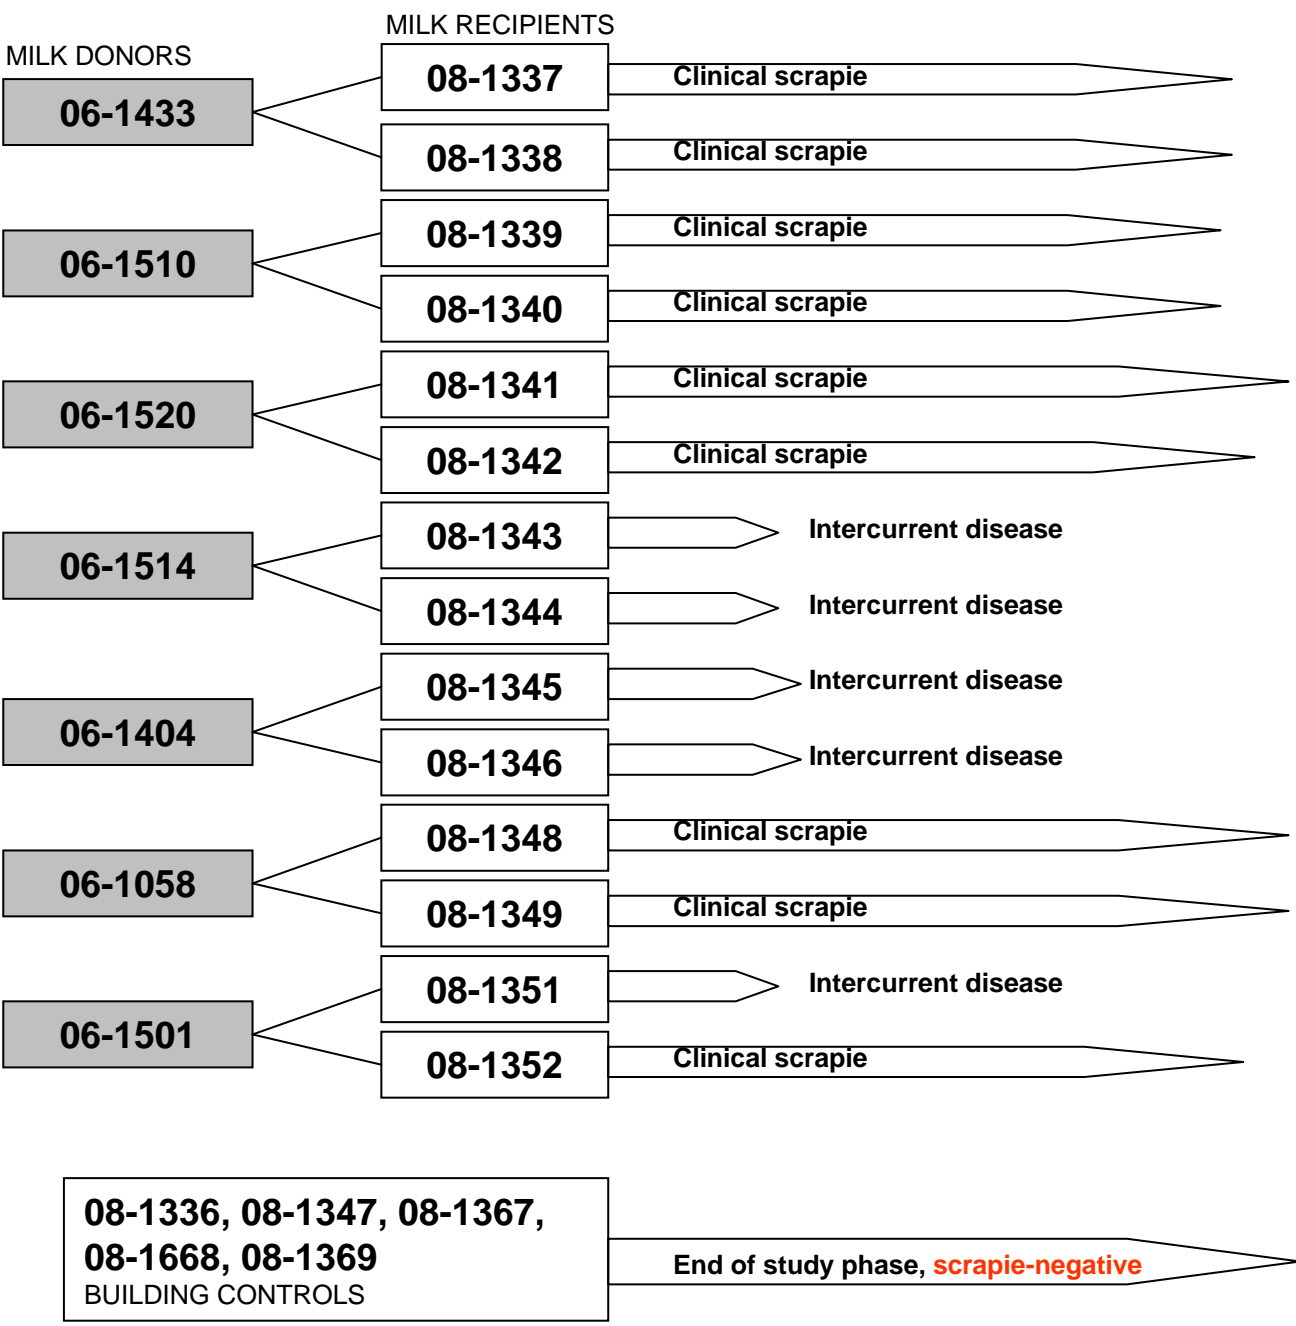 MILK RECIPIENTS
MILK DONORS
06-1433
08-1337 Clinical scrapie
08-1338 Clinical scrapie
06-1510
08-1339 Clinical scrapie
08-1340 Clinical scrapie
06-1520
08-1341 Clinical scrapie
08-1342 Clinical scrapie
06-1514
08-1343 Intercurrent disease
08-1344 Intercurrent disease
06-1404
08-1345 Intercurrent disease
08-1346 Intercurrent disease
06-1058
08-1348 Clinical scrapie
08-1349 Clinical scrapie
06-1501
08-1351 Intercurrent disease
08-1352 Clinical scrapie
08-1336, 08-1347, 08-1367,
08-1668, 08-1369
BUILDING CONTROLS
End of study phase, scrapie-negative